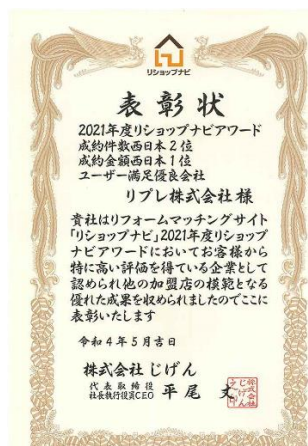 リショップナビ
表彰状
2021年度リショップナビアワード
成約件数西日本2位
成約金額西日本1位
ユーザー満足優良会社
リプレ株式会社 様
貴社はリフォームマッチングサイト
「リショップナビ」2021年度リショップ
ナビアワードにおいてお客様から
特に高い評価を得ている企業として
認められ他の加盟店の模範となる
優れた成果を収められましたのでここに
表彰いたします
令和4年5月吉日
株式会社じげん
代表取締役
社長執行役員CEO 平尾 丈